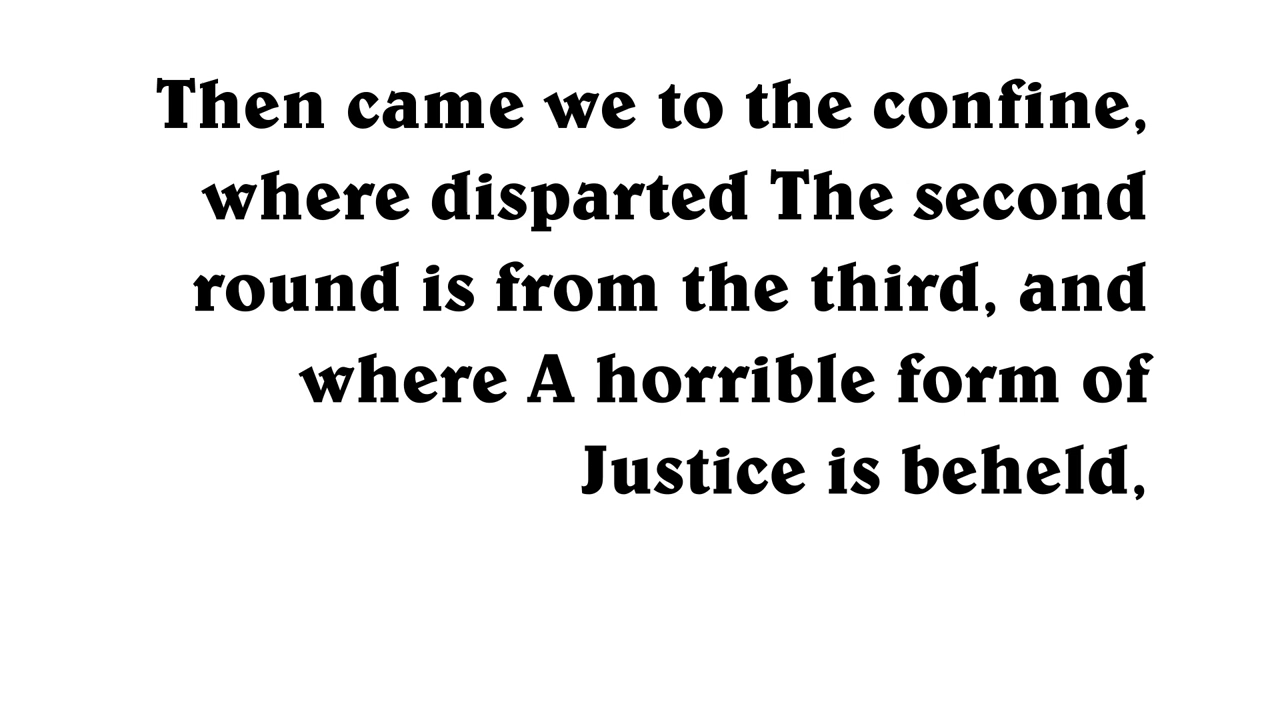 Then came we to the confine,
where disparted The second
round is from the third, and
where A horrible form of
Justice is beheld,